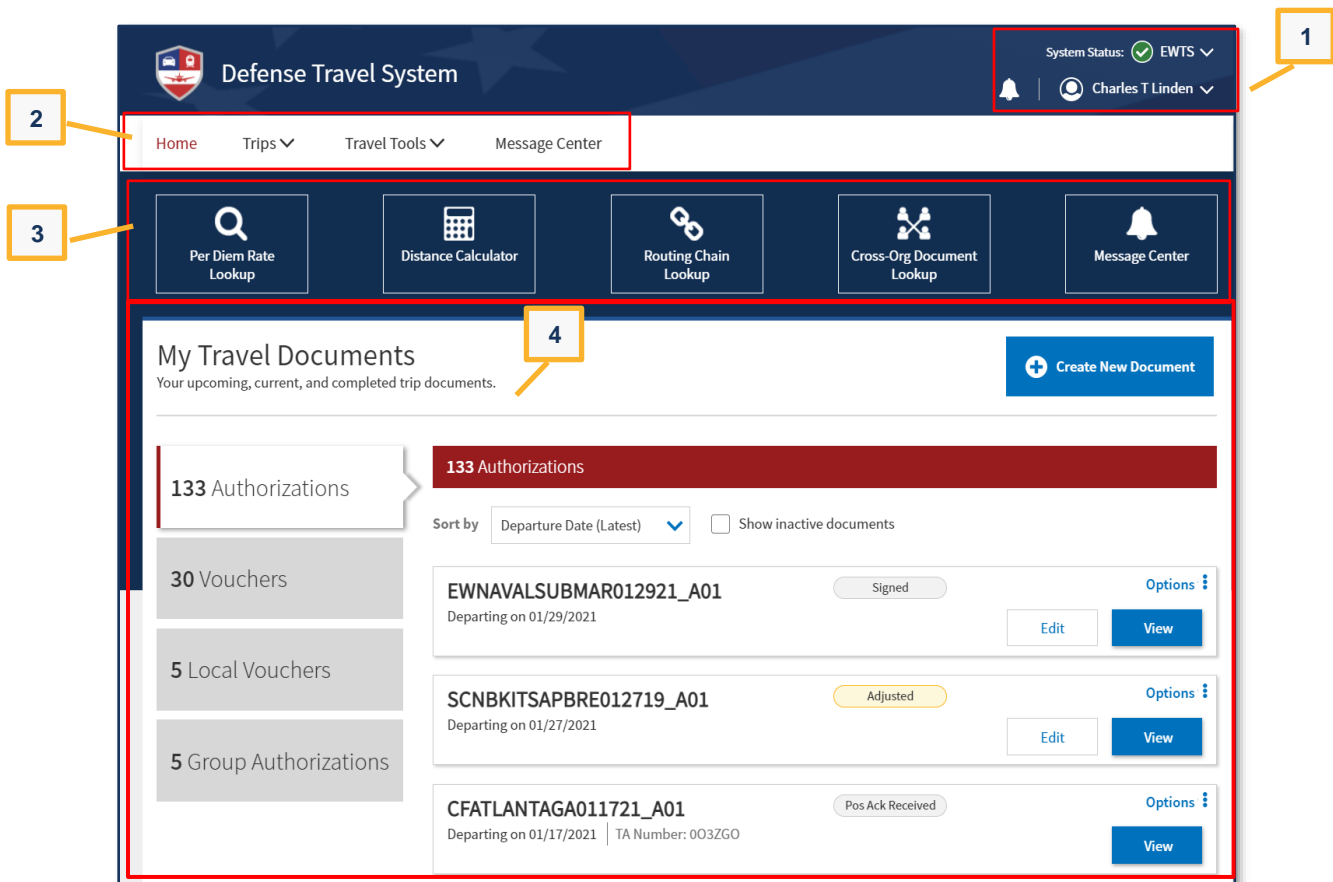 1
System Status: EWTS
Defense Travel System
Charles T Linden
2
Home Trips Travel Tools Message Center
3
Per Diem Rate
Lookup
Distance Calculator
Routing Chain
Lookup
Cross-Org Document
Lookup
Message Center
4
My Travel Documents
Your upcoming, current, and completed trip documents.
Create New Document
133 Authorizations
30 Vouchers
5 Local Vouchers
5 Group Authorizations
133 Authorizations
Sort by Departure Date (Latest) Show inactive documents
EWNAVALSUBMAR012921_A01 Signed Options
Departing on 01/29/2021
Edit View
SCNBKITSAPBRE012719_A01 Adjusted Options
Departing on 01/27/2021
Edit View
CFATLANTAGA011721_A01 Pos Ack Received Options
Departing on 01/17/2021 TA Number: 0O3ZGO
View